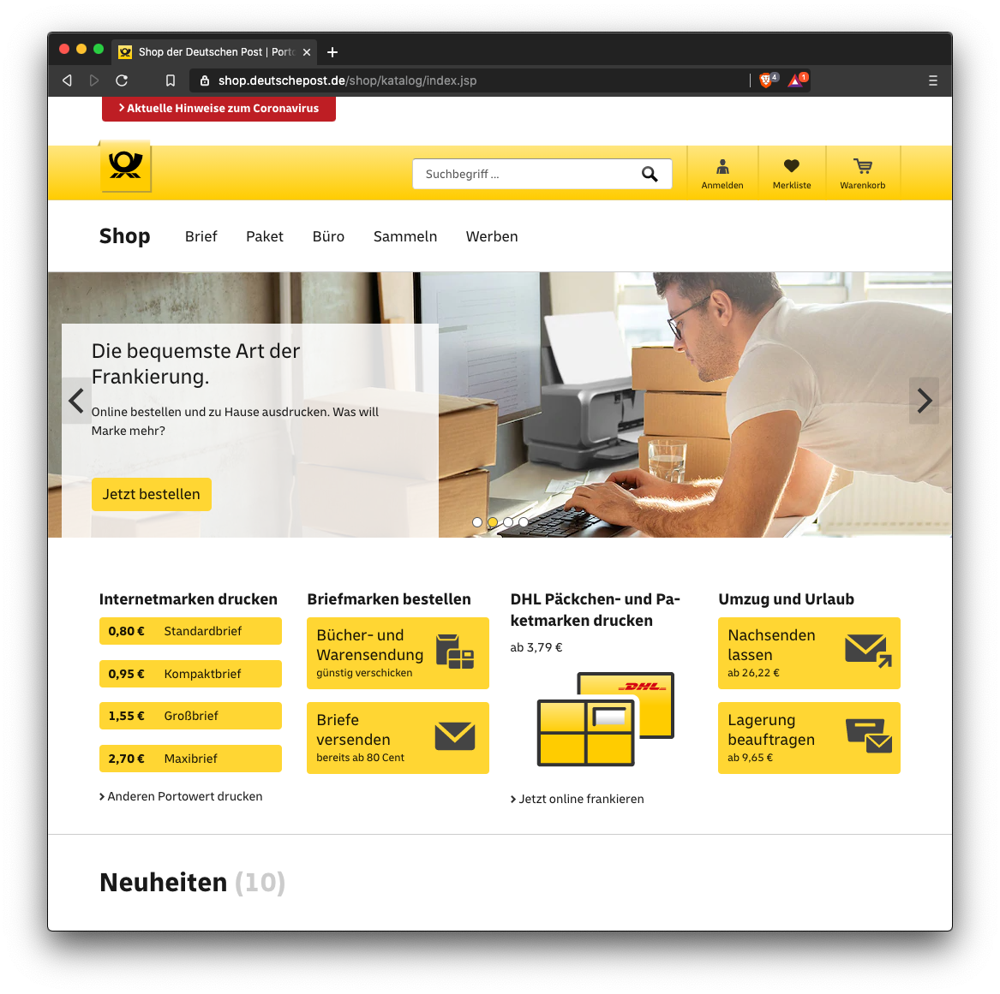 Shop der Deutschen Post | Porto
shop.deutschepost.de/shop/katalog/index.jsp
4
1
Aktuelle Hinweise zum Coronavirus
Suchbegriff ...
Anmelden
Merkliste
Warenkorb
Shop
Brief
Paket
Büro
Sammeln
Werben
Die bequemste Art der
Frankierung.
Online bestellen und zu Hause ausdrucken. Was will
Marke mehr?
Jetzt bestellen
Internetmarken drucken
0,80 € Standardbrief
0,95 € Kompaktbrief
1,55 € Großbrief
2,70 € Maxibrief
Anderen Portowert drucken
Briefmarken bestellen
Bücher- und
Warensendung
günstig verschicken
Briefe
versenden
bereits ab 80 Cent
DHL Päckchen- und Pa-
ketmarken drucken
ab 3,79 €
DHL
Jetzt online frankieren
Umzug und Urlaub
Nachsenden
lassen
ab 26,22 €
Lagerung
beauftragen
ab 9,65 €
Neuheiten (10)